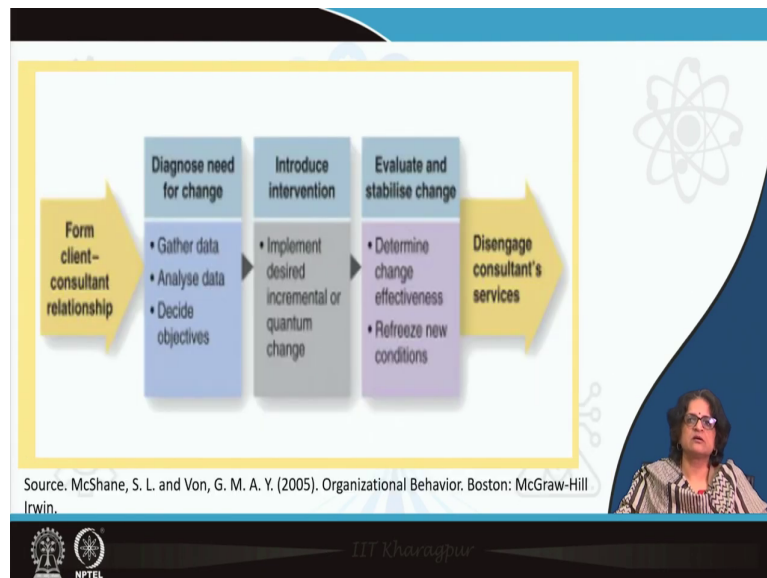 Form
client–
consultant
relationship
Diagnose need
for change
• Gather data
• Analyse data
• Decide
objectives
Introduce
intervention
• Implement
desired
incremental or
quantum
change
Evaluate and
stabilise change
• Determine
change
effectiveness
• Refreeze new
conditions
Disengage
consultant's
services
Source. McShane, S. L. and Von, G. M. A. Y. (2005). Organizational Behavior. Boston: McGraw-Hill
Irwin.
NPTEL
IIT Kharagpur